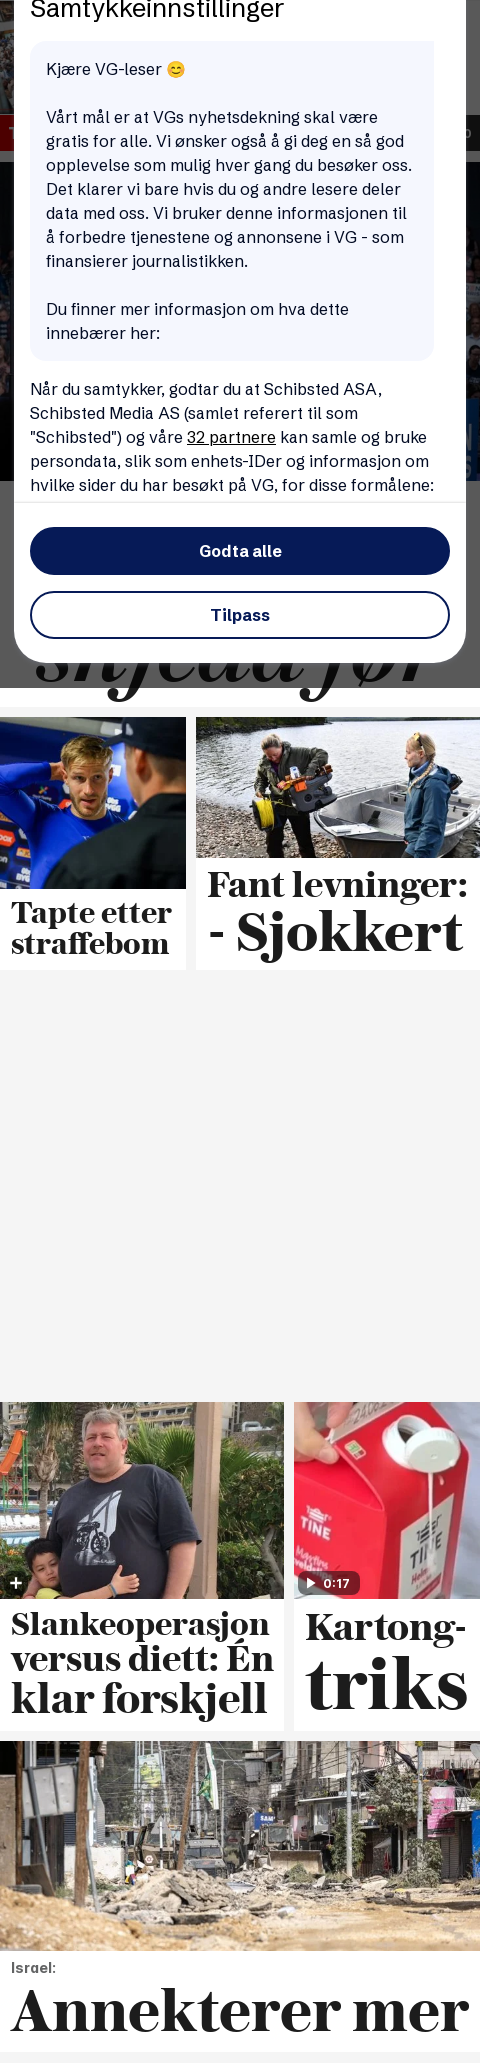 Samtykkeinnstillinger
Kjære VG-leser 😊
Vårt mål er at VGs nyhetsdekning skal være
gratis for alle. Vi ønsker også å gi deg en så god
opplevelse som mulig hver gang du besøker oss.
Det klarer vi bare hvis du og andre lesere deler
data med oss. Vi bruker denne informasjonen til
å forbedre tjenestene og annonsene i VG - som
finansierer journalistikken.
Du finner mer informasjon om hva dette
innebærer her:
Når du samtykker, godtar du at Schibsted ASA,
Schibsted Media AS (samlet referert til som
"Schibsted") og våre 32 partnere kan samle og bruke
persondata, slik som enhets-IDer og informasjon om
hvilke sider du har besøkt på VG, for disse formålene:
Godta alle
Tilpass
skjedd før
Tapte etter
straffebom
Fant levninger:
- Sjokkert
TINE
TINE
0:17
Slankeoperasjon
versus diett: Én
klar forskjell
Kartong-
triks
Israel:
Annekterer mer